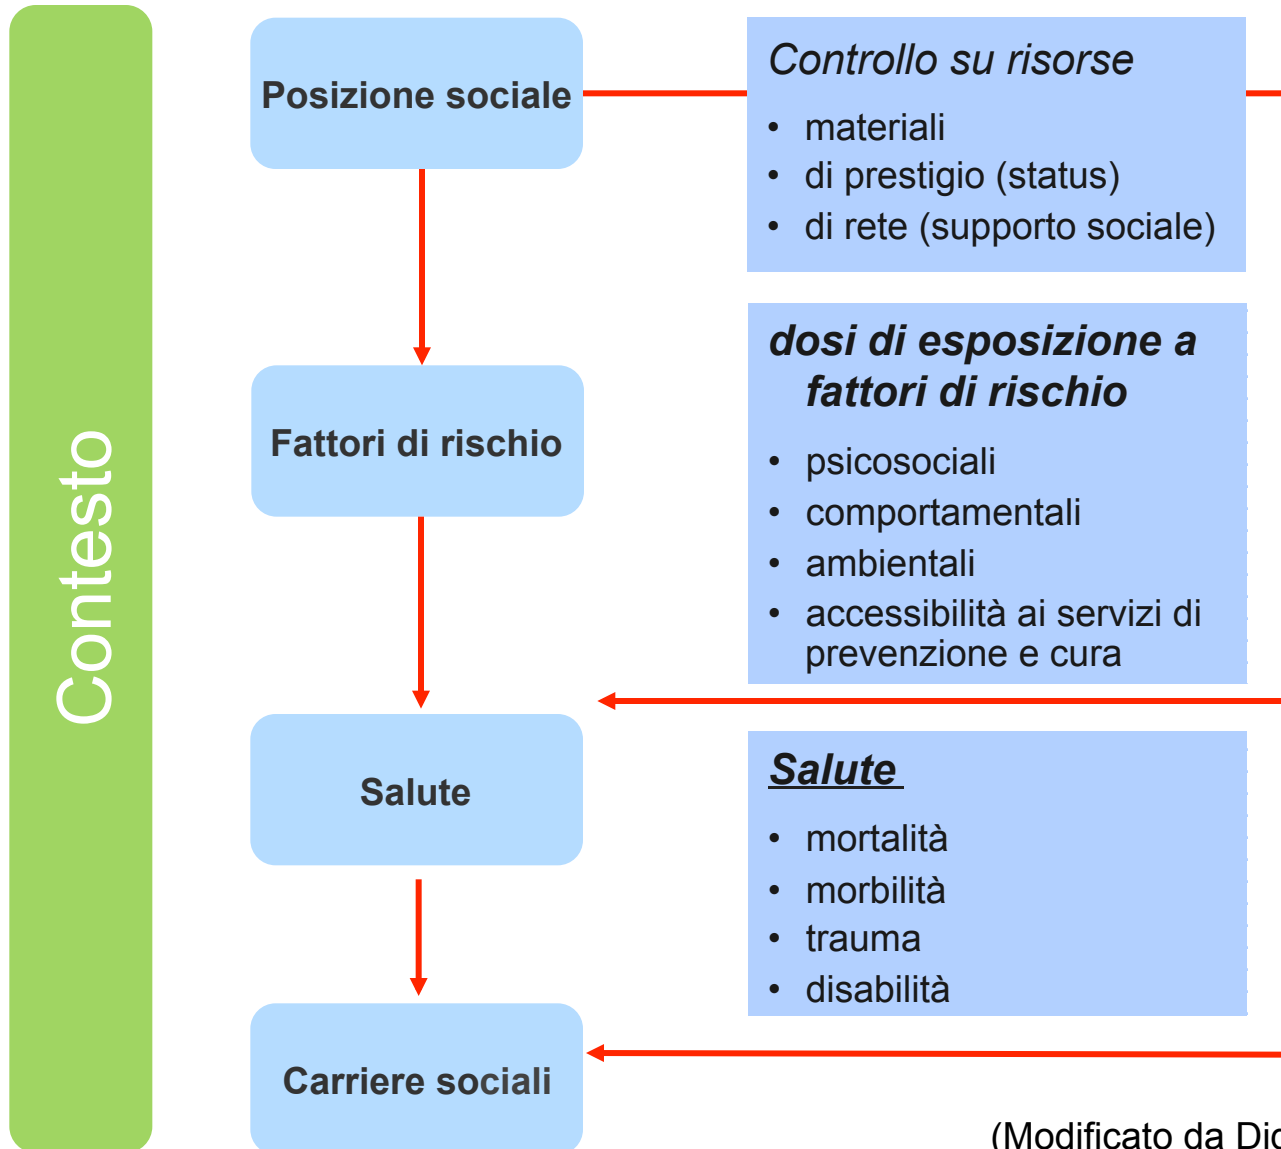 Contesto
Posizione sociale
Controllo su risorse
• materiali
• di prestigio (status)
• di rete (supporto sociale)
Fattori di rischio
dosi di esposizione a
fattori di rischio
• psicosociali
• comportamentali
• ambientali
• accessibilità ai servizi di
prevenzione e cura
Salute
Salute
• mortalità
• morbilità
• trauma
• disabilità
Carriere sociali
(Modificato da